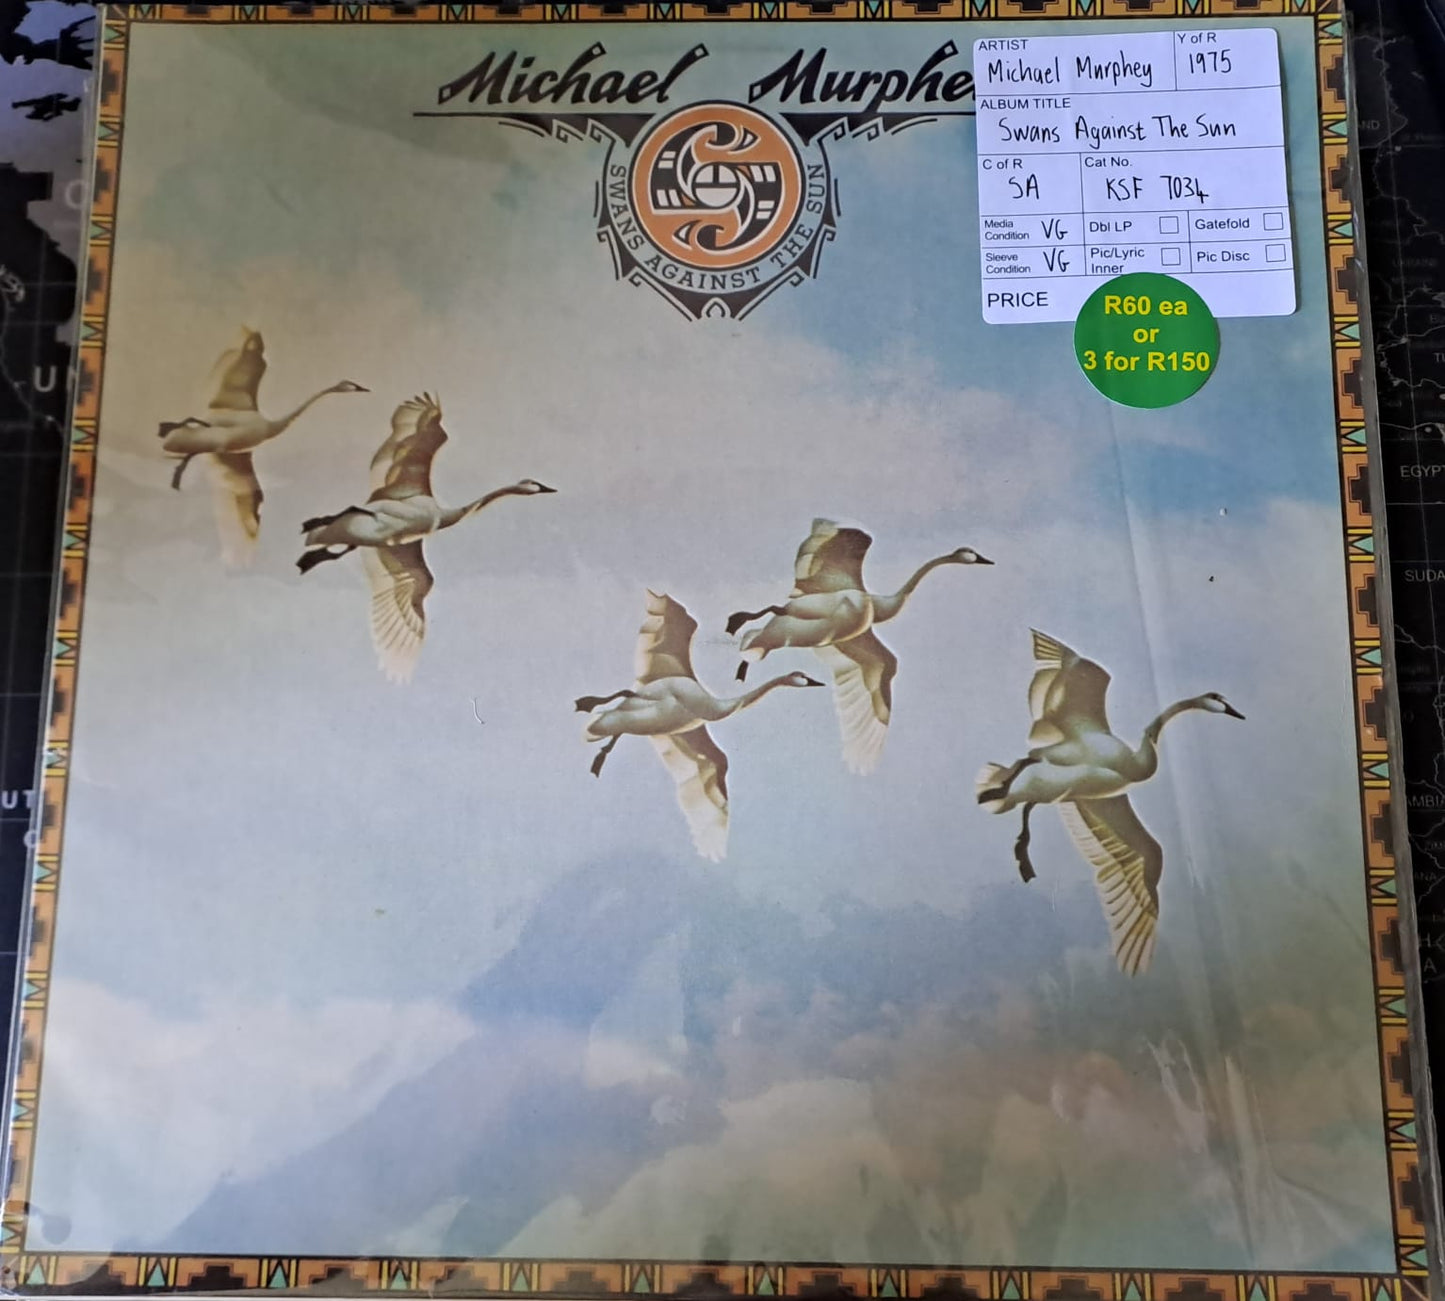 Michael Murphe
SWANS AGAINST THE SUN
ARTIST
Michael Murphey
Y of R
1975
ALBUM TITLE
Swans Against The Sun
C of R
SA
Cat No.
KSF 7034
Media
Condition VG
Dbl LP
Gatefold
Sleeve
Condition VG
Pic/Lyric
Inner
Pic Disc
PRICE
R60 ea
or
3 for R150
EGYPT
SUDA